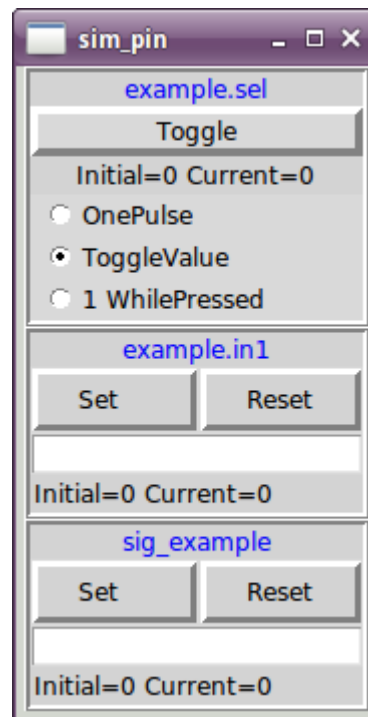 sim_pin
example.sel
Toggle
Initial=0 Current=0
OnePulse
ToggleValue
1 WhilePressed
example.in1
Set Reset
Initial=0 Current=0
sig_example
Set Reset
Initial=0 Current=0